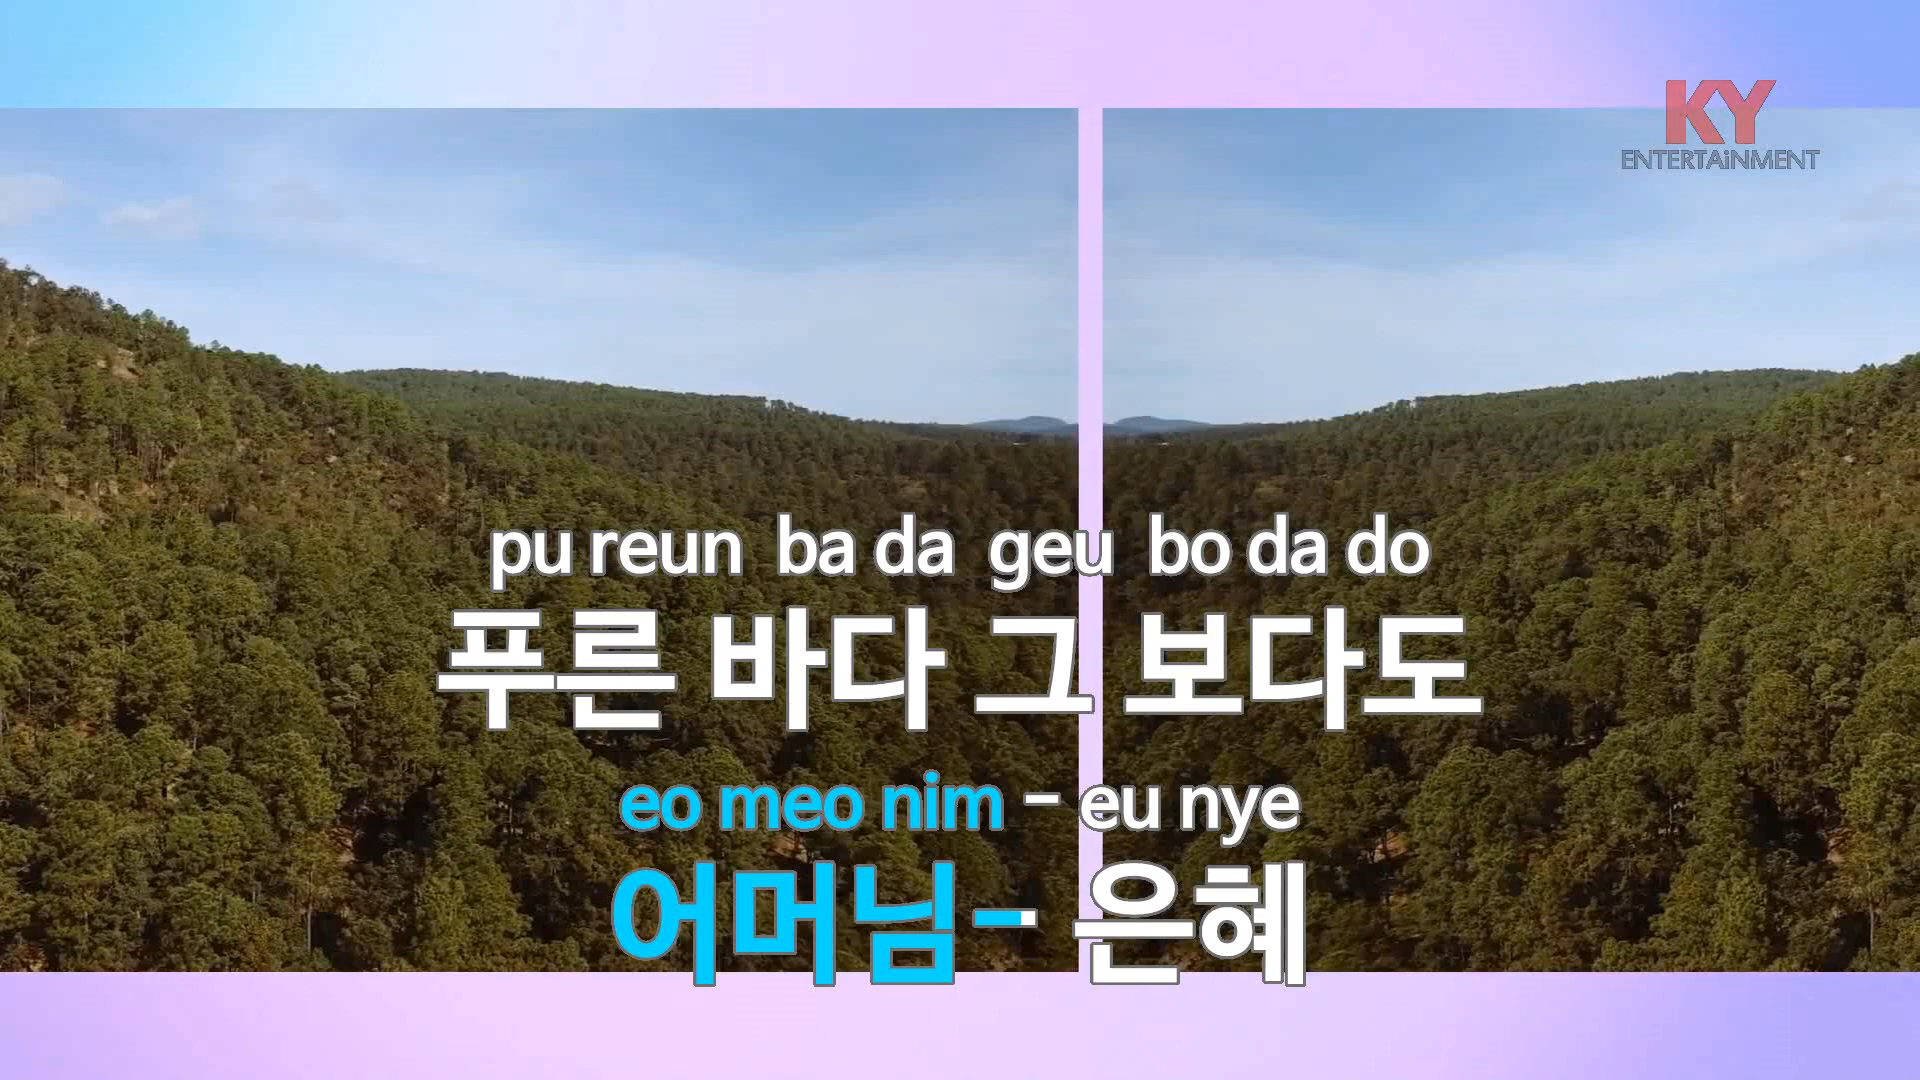 KY
ENTERTAiNMENT
pu reun ba da geu bo da do
푸른 바다 그 보다도
eo meo nim - eu nye
어머님- 은혜